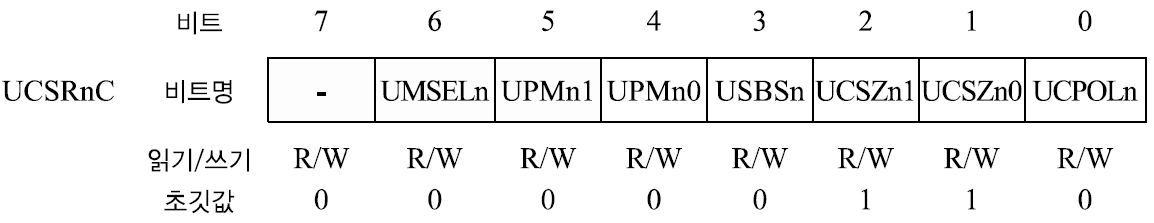 비트 7 6 5 4 3 2 1 0
UCSRnC 비트명 - UMSELn UPMn1 UPMn0 USBSn UCSZn1 UCSZn0 UCPOLn
읽기/쓰기 R/W R/W R/W R/W R/W R/W R/W R/W
초깃값 0 0 0 0 0 1 1 0